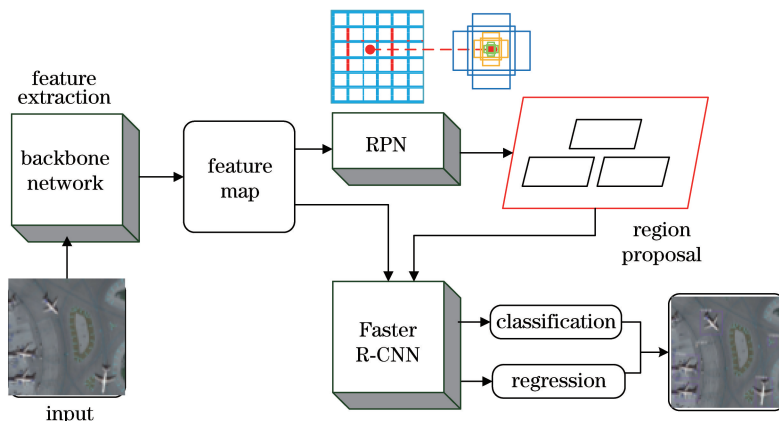 feature
extraction
backbone
network
feature
map
RPN
region
proposal
Faster
R-CNN
classification
regression
input